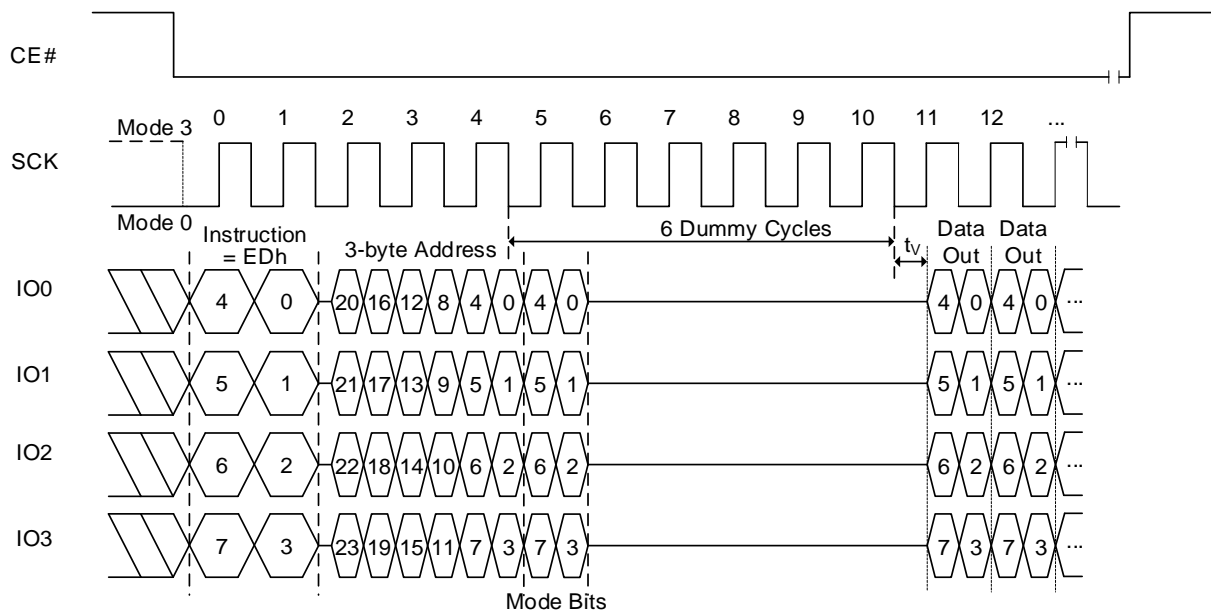 CE#
0 1 2 3 4 5 6 7 8 9 10 11 12 ...
Mode 3
SCK
Mode 0
Instruction
= EDh
3-byte Address
6 Dummy Cycles
tV
Data
Out
Data
Out
IO0
4 0 20 16 12 8 4 0 4 0 4 0 4 0 ...
IO1
5 1 21 17 13 9 5 1 5 1 5 1 5 1 ...
IO2
6 2 22 18 14 10 6 2 6 2 6 2 6 2 ...
IO3
7 3 23 19 15 11 7 3 7 3 7 3 7 3 ...
Mode Bits